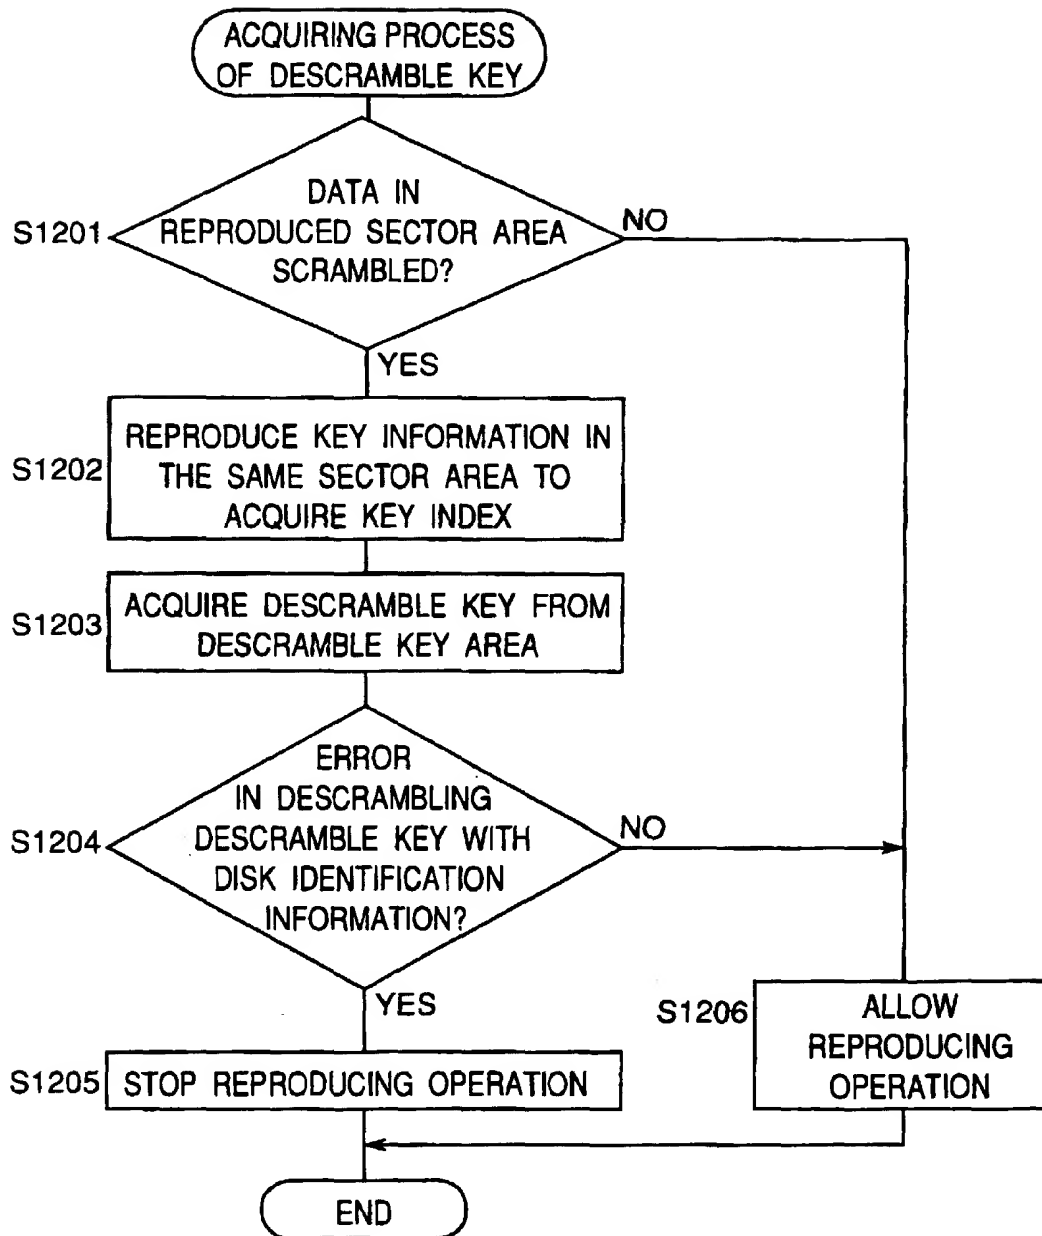 ACQUIRING PROCESS
OF DESCRAMBLE KEY
DATA IN
REPRODUCED SECTOR AREA
SCRAMBLED?
S1201
NO
YES
REPRODUCE KEY INFORMATION IN
THE SAME SECTOR AREA TO
ACQUIRE KEY INDEX
S1202
ACQUIRE DESCRAMBLE KEY FROM
DESCRAMBLE KEY AREA
S1203
ERROR
IN DESCRAMBLING
DESCRAMBLE KEY WITH
DISK IDENTIFICATION
INFORMATION?
S1204
NO
YES
S1205
STOP REPRODUCING OPERATION
S1206
ALLOW
REPRODUCING
OPERATION
END